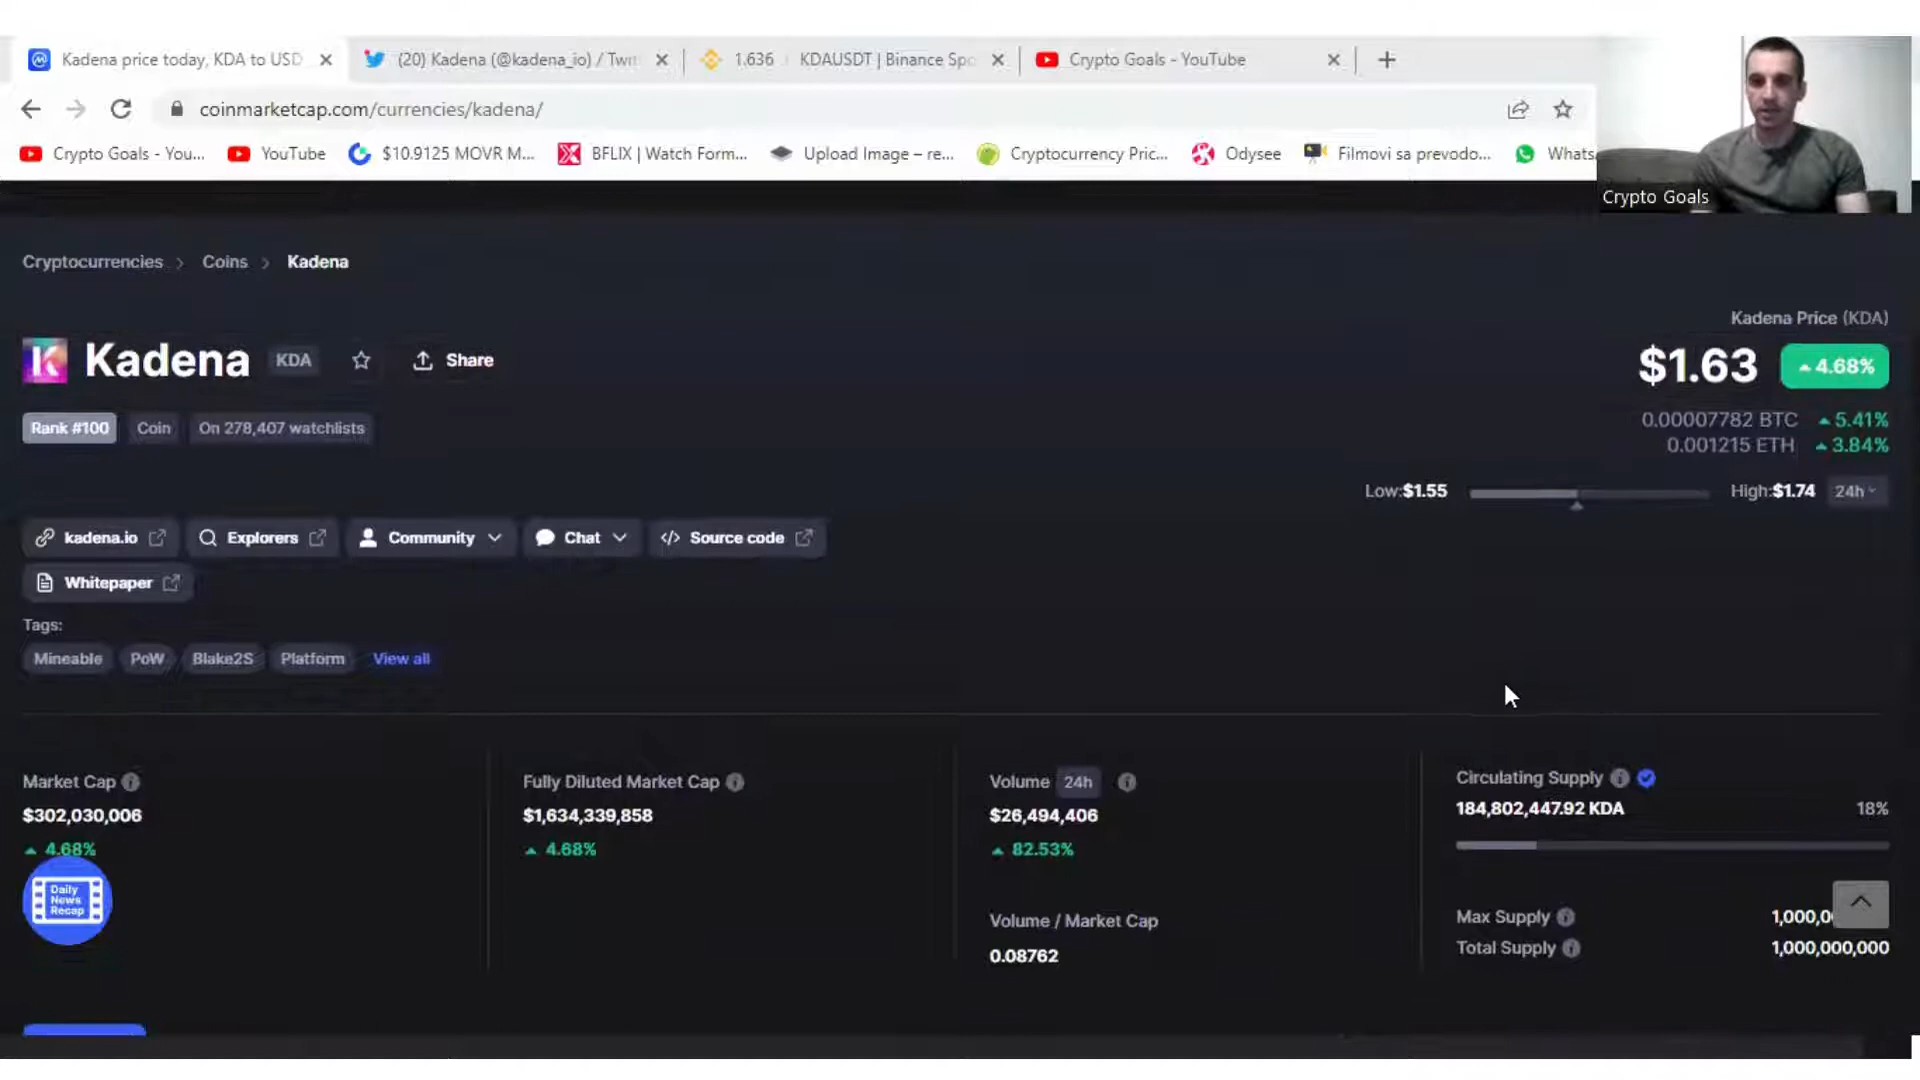 Kadena price today, KDA to USD
(20) Kadena (@kadena_io) / Twit
1.636 KDAUSDT | Binance Spo
Crypto Goals - YouTube
coinmarketcap.com/currencies/kadena/
Crypto Goals - You...
YouTube
$10.9125 MOVR M...
BFLIX | Watch Form...
Upload Image – re...
Cryptocurrency Pric...
Odysee
Filmovi sa prevodo...
Whats
Crypto Goals
Cryptocurrencies > Coins > Kadena
Kadena Price (KDA)
K Kadena KDA Share
$1.63 4.68%
Rank #100 Coin On 278,407 watchlists
0.00007782 BTC 5.41%
0.001215 ETH 3.84%
Low:$1.55 High:$1.74 24h
kadena.io Explorers Community Chat </> Source code
Whitepaper
Tags:
Mineable PoW Blake2S Platform View all
Market Cap
$302,030,006
4.68%
Daily
News
Recap
Fully Diluted Market Cap
$1,634,339,858
4.68%
Volume 24h
$26,494,406
82.53%
Volume / Market Cap
0.08762
Circulating Supply
184,802,447.92 KDA 18%
Max Supply 1,000,0
Total Supply 1,000,000,000